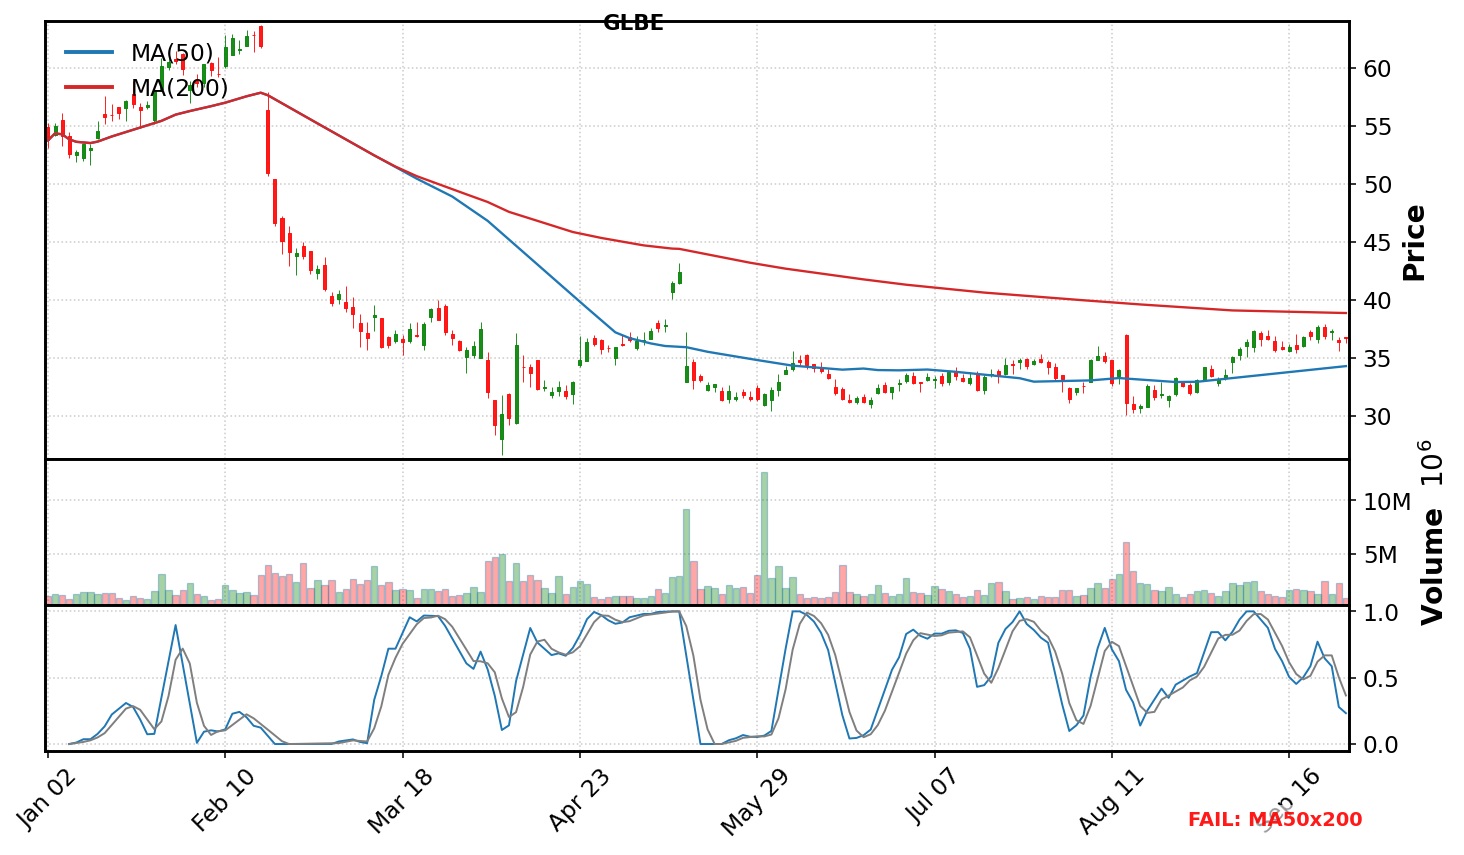 GLBE
MA(50)
MA(200)
60
55
50
45
40
35
30
Price
10M
5M
Volume 10⁶
1.0
0.5
0.0
Jan 02
Feb 10
Mar 18
Apr 23
May 29
Jul 07
Aug 11
Sep 16
FAIL: MA50x200